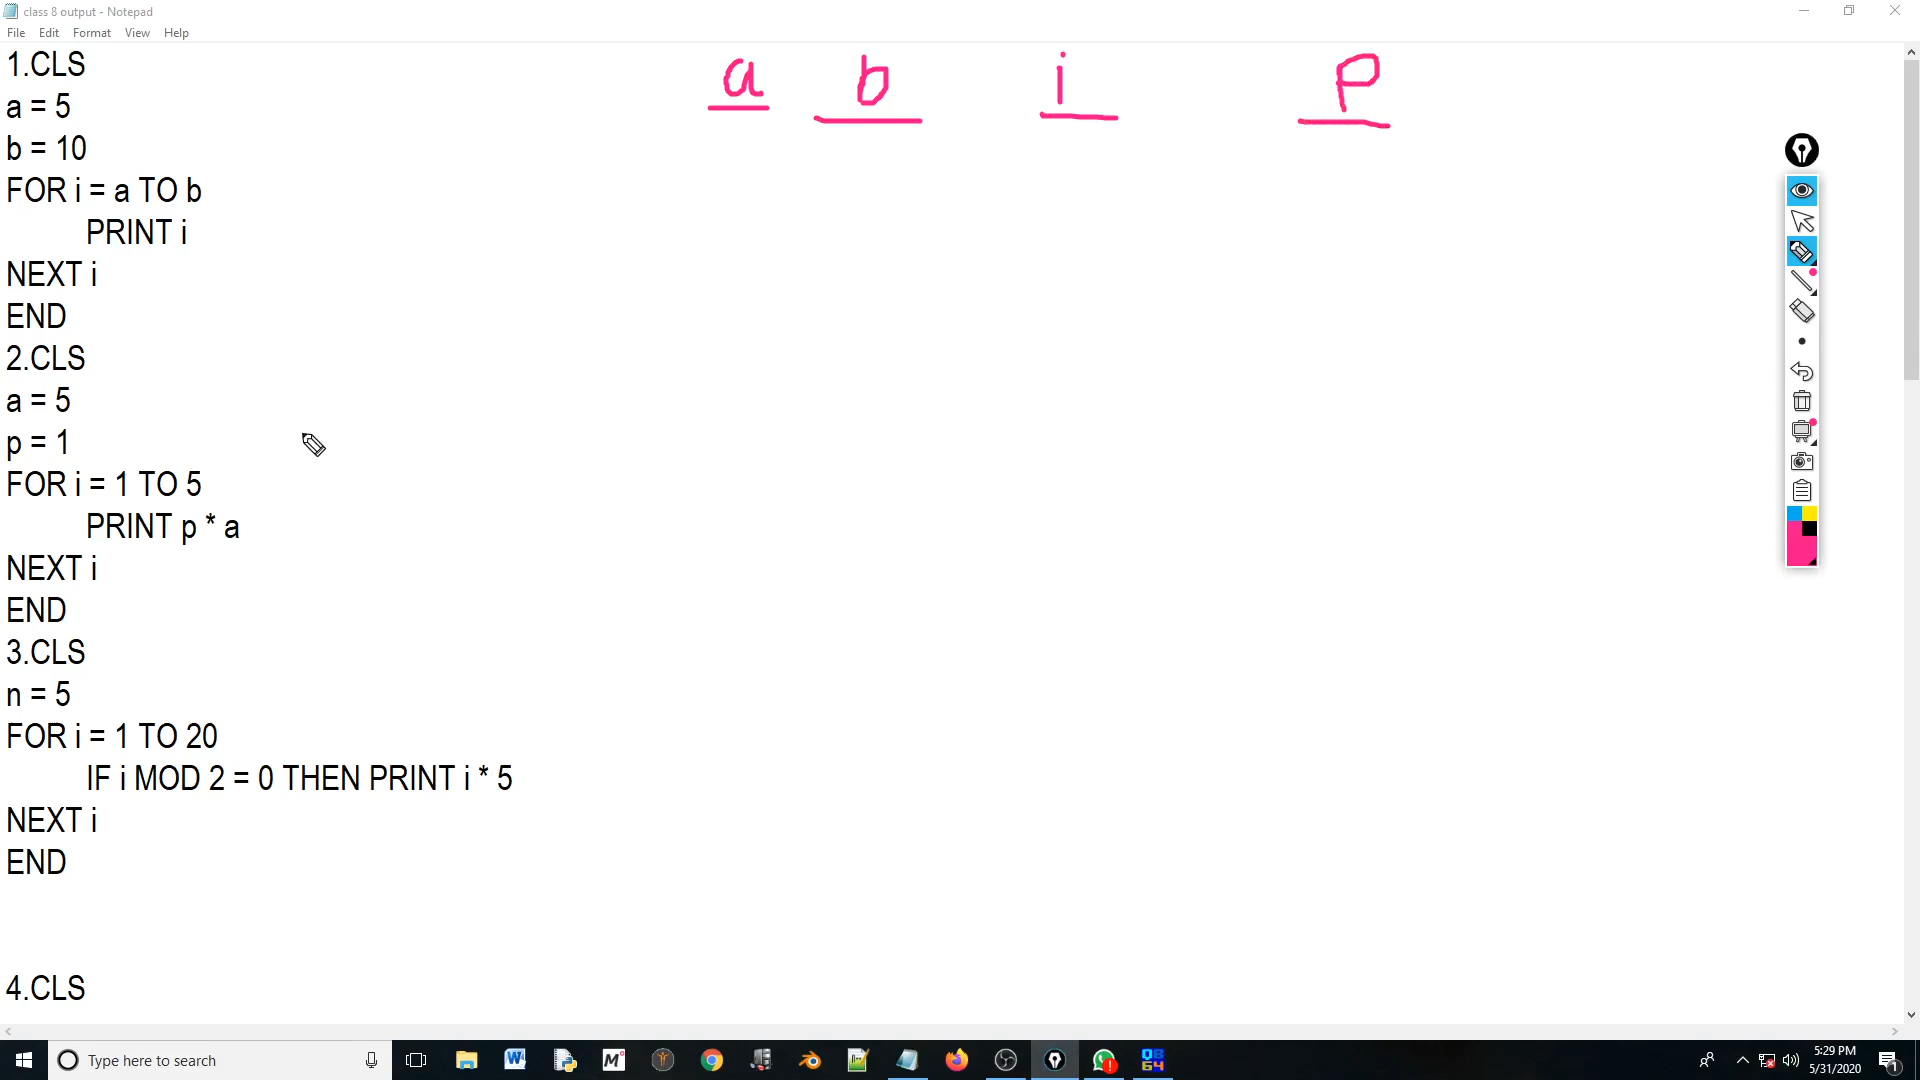 class 8 output - Notepad
File Edit Format View Help
1.CLS
a = 5
b = 10
FOR i = a TO b
PRINT i
NEXT i
END
2.CLS
a = 5
p = 1
FOR i = 1 TO 5
PRINT p * a
NEXT i
END
3.CLS
n = 5
FOR i = 1 TO 20
IF i MOD 2 = 0 THEN PRINT i * 5
NEXT i
END
4.CLS
a b i P
Type here to search
QB
64
5:29 PM
5/31/2020
1